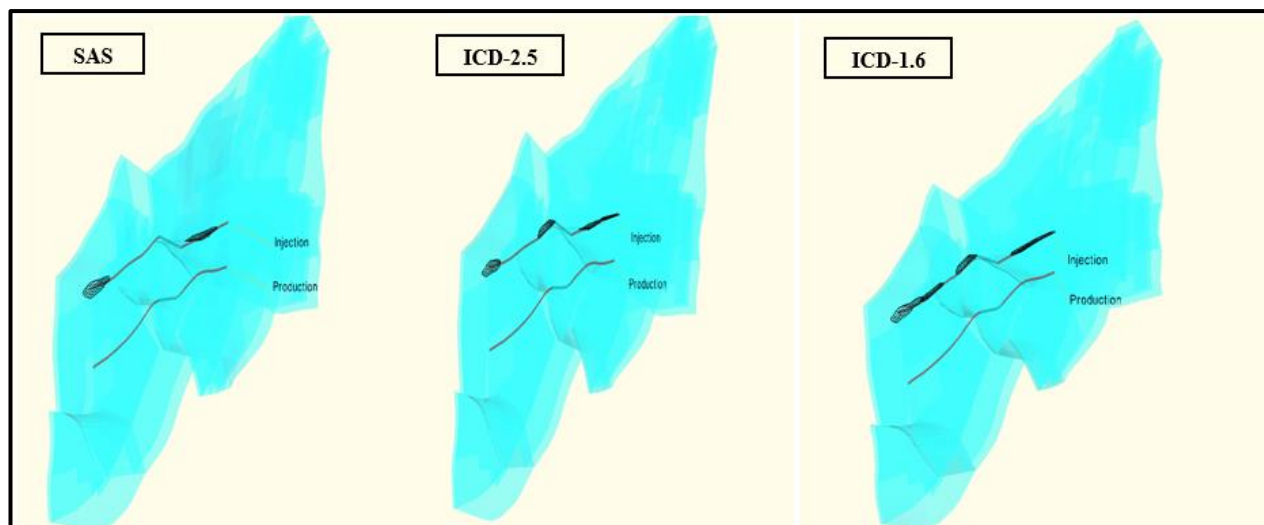 SAS
Injection
Production
ICD-2.5
Injection
Production
ICD-1.6
Injection
Production